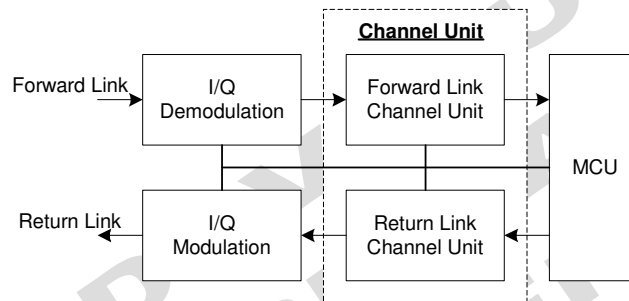 Channel Unit
Forward Link
I/Q
Demodulation
Forward Link
Channel Unit
MCU
Return Link
I/Q
Modulation
Return Link
Channel Unit